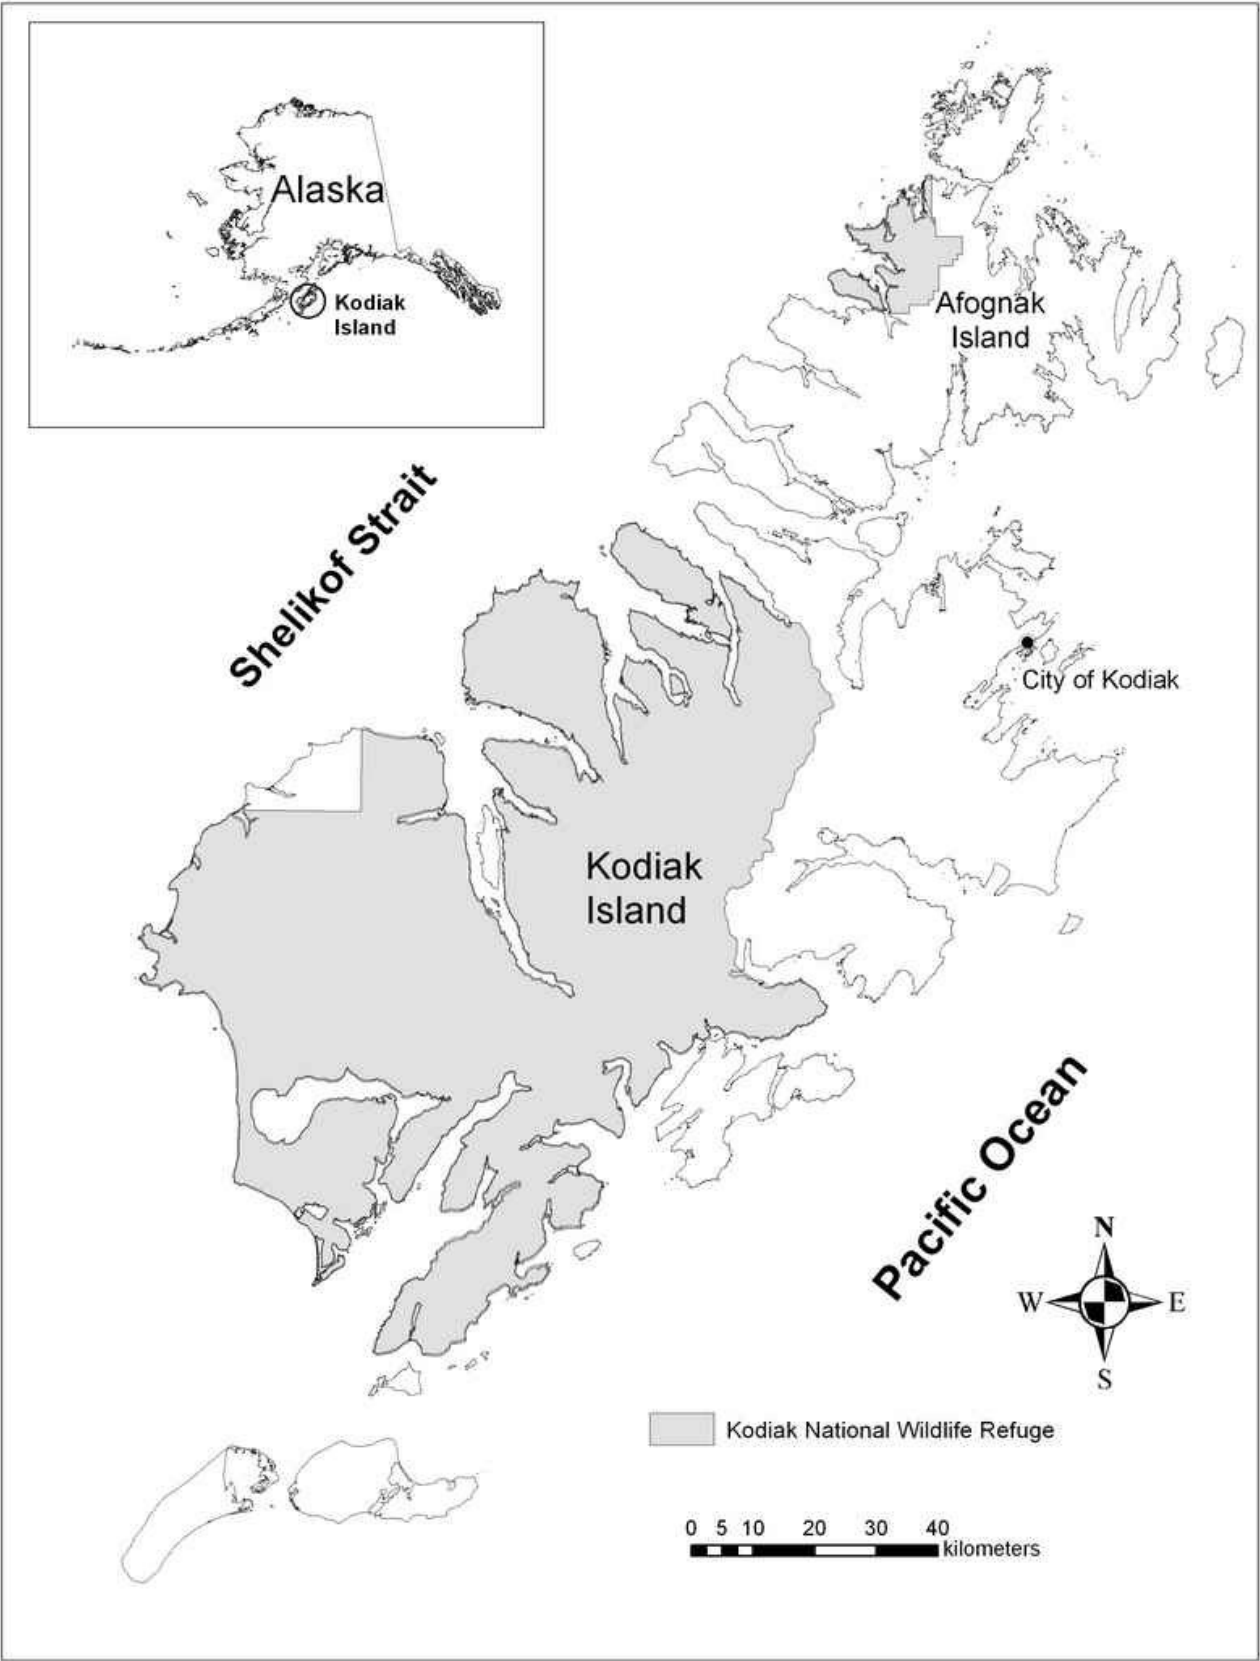 Alaska
Kodiak
Island
Afognak
Island
Shelikof Strait
City of Kodiak
Kodiak
Island
Pacific Ocean
N
W
E
S
Kodiak National Wildlife Refuge
0 5 10 20 30 40
kilometers